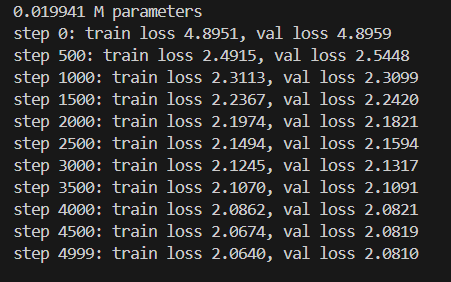 0.019941 M parameters
step 0: train loss 4.8951, val loss 4.8959
step 500: train loss 2.4915, val loss 2.5448
step 1000: train loss 2.3113, val loss 2.3099
step 1500: train loss 2.2367, val loss 2.2420
step 2000: train loss 2.1974, val loss 2.1821
step 2500: train loss 2.1494, val loss 2.1594
step 3000: train loss 2.1245, val loss 2.1317
step 3500: train loss 2.1070, val loss 2.1091
step 4000: train loss 2.0862, val loss 2.0821
step 4500: train loss 2.0674, val loss 2.0819
step 4999: train loss 2.0640, val loss 2.0810